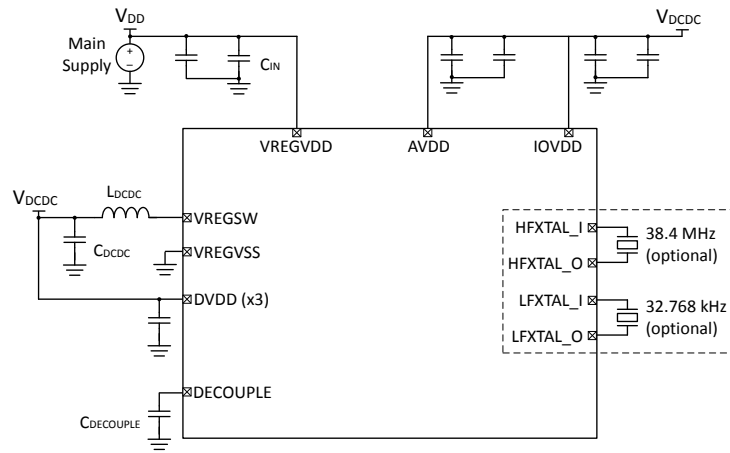 VDD
VDCDC
Main
Supply
+
−
CIN
VREGVDD
AVDD
IOVDD
VDCDC
LDCDC
VREGSW
CDCDC
VREGVSS
DVDD (x3)
DECOUPLE
CDECOUPLE
HFXTAL_I
HFXTAL_O
38.4 MHz
(optional)
LFXTAL_I
LFXTAL_O
32.768 kHz
(optional)